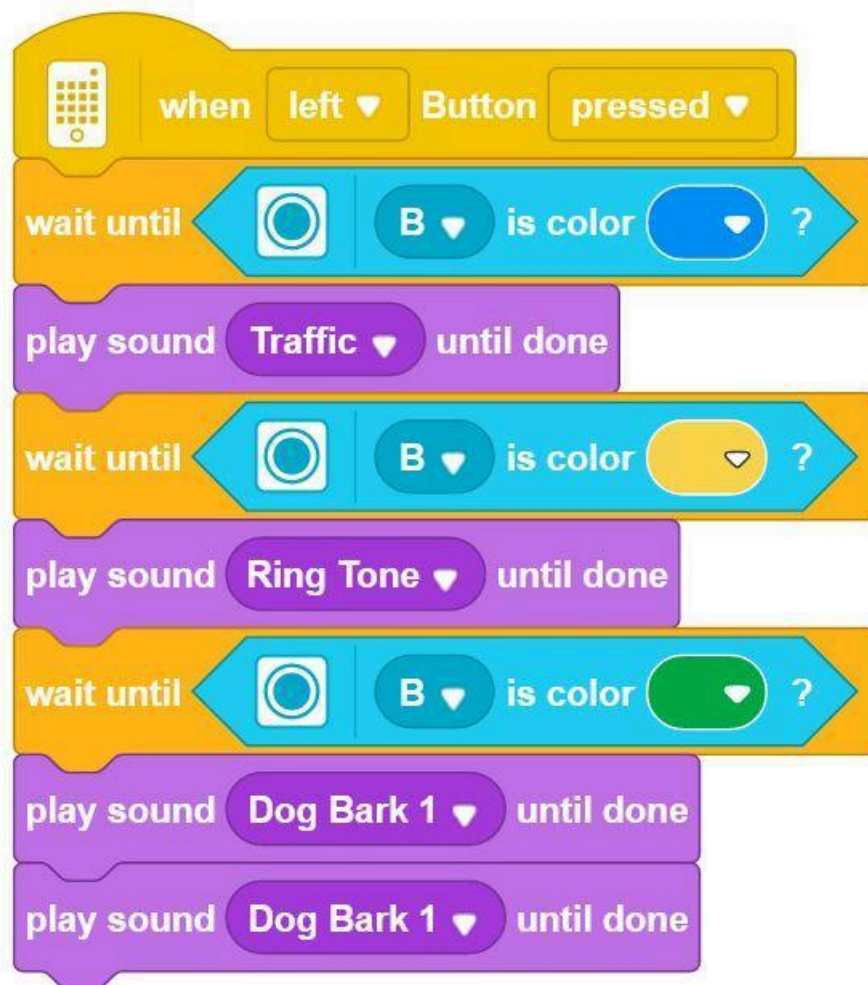 when left Button pressed
wait until B is color ?
play sound Traffic until done
wait until B is color ?
play sound Ring Tone until done
wait until B is color ?
play sound Dog Bark 1 until done
play sound Dog Bark 1 until done